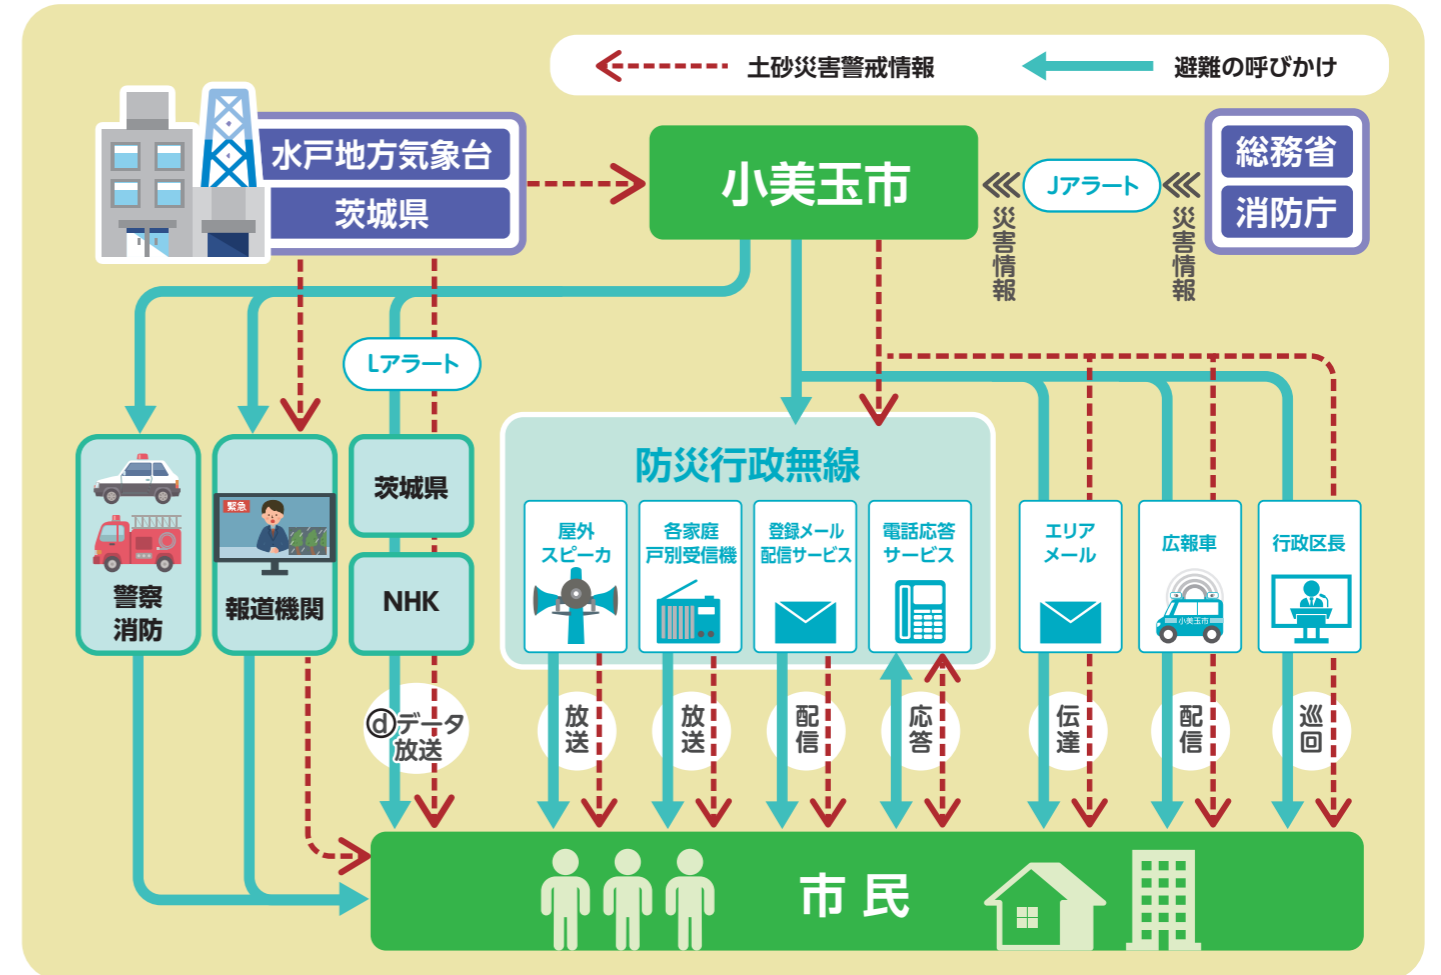 土砂災害警戒情報
避難の呼びかけ
水戸地方気象台
茨城県
小美玉市
Jアラート
災害情報
災害情報
総務省
消防庁
Lアラート
警察
消防
緊急
報道機関
茨城県
NHK
防災行政無線
屋外
スピーカ
各家庭
戸別受信機
登録メール
配信サービス
電話応答
サービス
エリア
メール
広報車
小美玉市
行政区長
ⓓデータ
放送
放送
放送
配信
応答
伝達
配信
巡回
市民